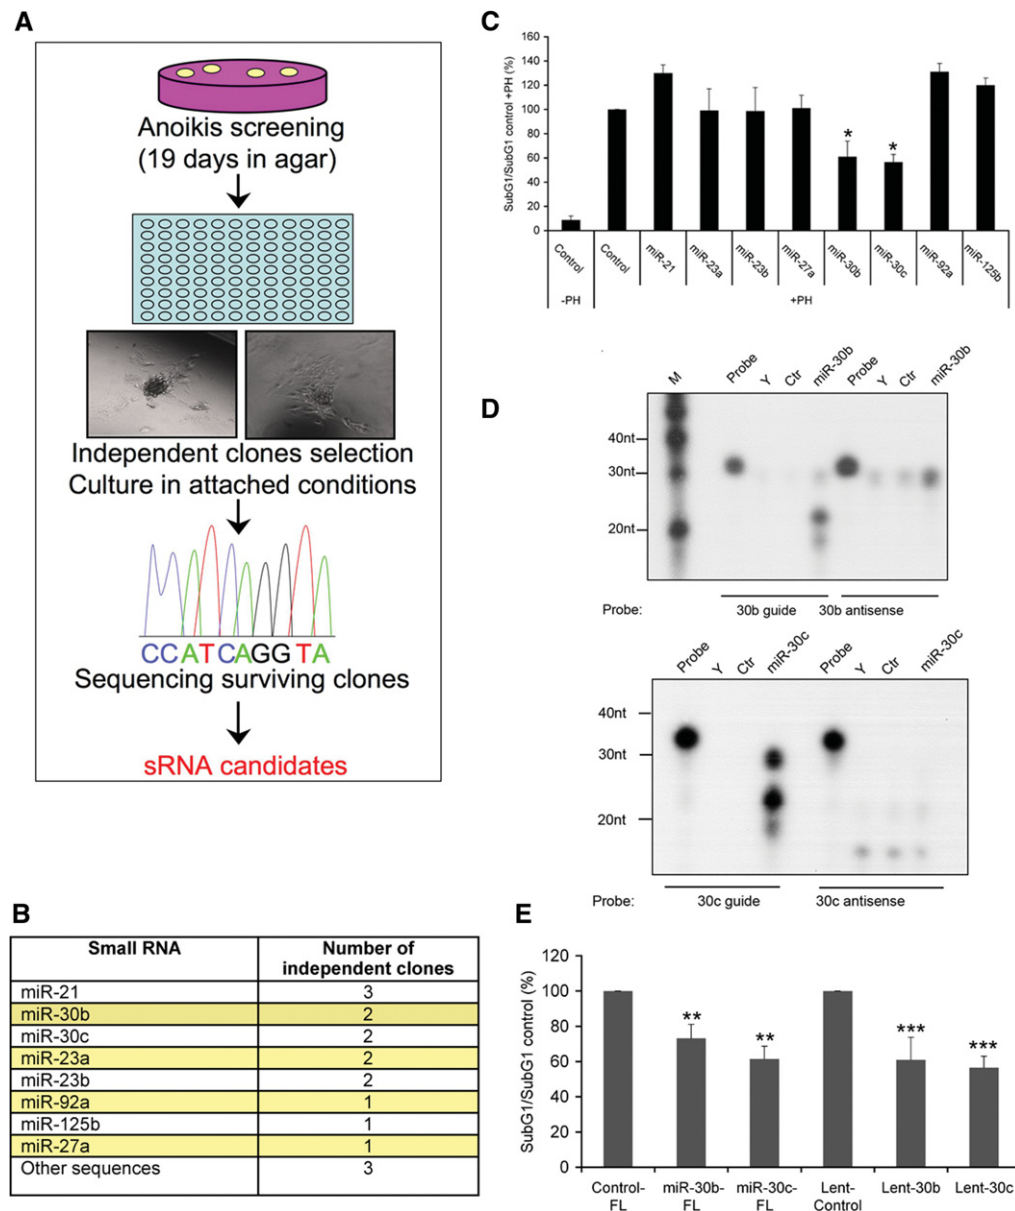 A
Anoikis screening
(19 days in agar)
Independent clones selection
Culture in attached conditions
CCATCAGGTA
Sequencing surviving clones
sRNA candidates
B
Small RNA Number of independent clones
miR-21 3
miR-30b 2
miR-30c 2
miR-23a 2
miR-23b 2
miR-92a 1
miR-125b 1
miR-27a 1
Other sequences 3
C
SubG1/SubG1 control +PH (%)
160
140
120
100
80
60
40
20
0
* *
Control Control miR-21 miR-23a miR-23b miR-27a miR-30b miR-30c miR-92a miR-125b
-PH +PH
D
M Probe Y Ctr miR-30b Probe Y Ctr miR-30b
40nt
30nt
20nt
Probe: 30b guide 30b antisense
Probe Y Ctr miR-30c Probe Y Ctr miR-30c
40nt
30nt
20nt
Probe: 30c guide 30c antisense
E
SubG1/SubG1 control (%)
120
100
80
60
40
20
0
** ** *** ***
Control-FL miR-30b-FL miR-30c-FL Lent-Control Lent-30b Lent-30c